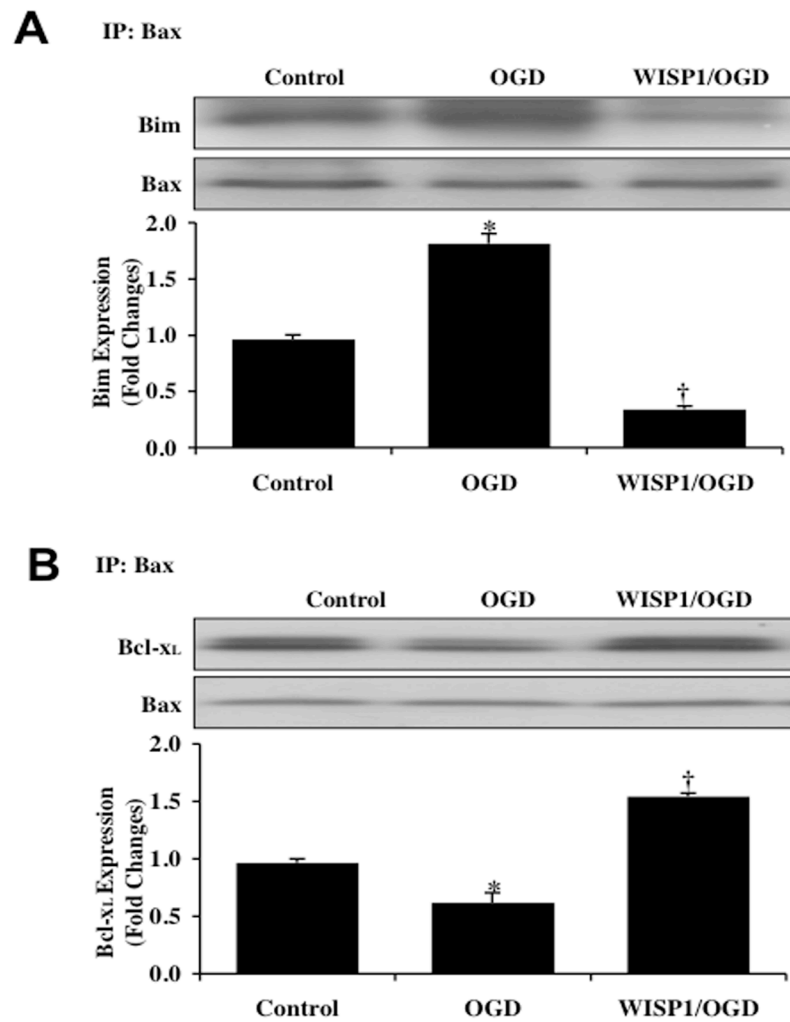 A IP: Bax
Control OGD WISP1/OGD
Bim
Bax
2.0
1.5
1.0
0.5
0.0
Bim Expression
(Fold Changes)
*
†
Control OGD WISP1/OGD
B IP: Bax
Control OGD WISP1/OGD
Bcl-xL
Bax
2.0
1.5
1.0
0.5
0.0
Bcl-xL Expression
(Fold Changes)
*
†
Control OGD WISP1/OGD